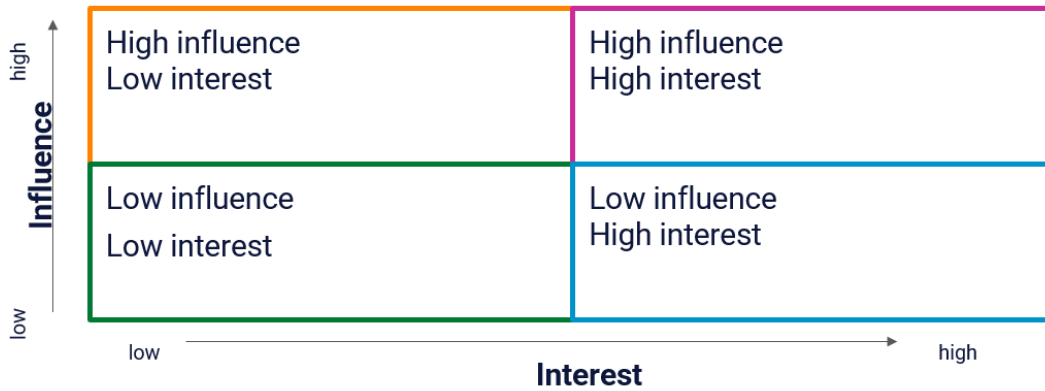 high
Influence
low
High influence
Low interest
High influence
High interest
Low influence
Low interest
Low influence
High interest
low
high
Interest